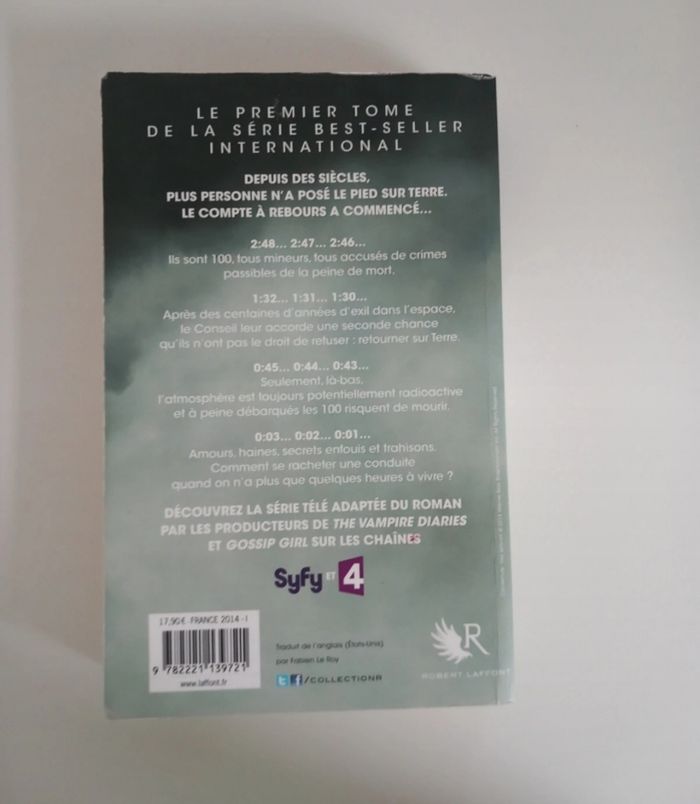 LE PREMIER TOME
DE LA SÉRIE BEST-SELLER
INTERNATIONAL
DEPUIS DES SIÈCLES,
PLUS PERSONNE N'A POSÉ LE PIED SUR TERRE.
LE COMPTE À REBOURS A COMMENCÉ...
2:48... 2:47... 2:46...
Ils sont 100, tous mineurs, tous accusés de crimes
passibles de la peine de mort.
1:32... 1:31... 1:30...
Après des centaines d'années d'exil dans l'espace,
le Conseil leur accorde une seconde chance
qu'ils n'ont pas le droit de refuser : retourner sur Terre.
0:45... 0:44... 0:43...
Seulement, là-bas,
l'atmosphère est toujours potentiellement radioactive
et à peine débarqués les 100 risquent de mourir.
0:03... 0:02... 0:01...
Amours, haines, secrets enfouis et trahisons.
Comment se racheter une conduite
quand on n'a plus que quelques heures à vivre ?
DÉCOUVREZ LA SÉRIE TÉLÉ ADAPTÉE DU ROMAN
PAR LES PRODUCTEURS DE THE VAMPIRE DIARIES
ET GOSSIP GIRL SUR LES CHAÎNES
Syfy ET 4
17,90 € FRANCE 2014-I
9 782221 139721
www.laffont.fr
Traduit de l'anglais (États-Unis)
par Fabien Le Roy
/COLLECTIONR
R
ROBERT LAFFONT